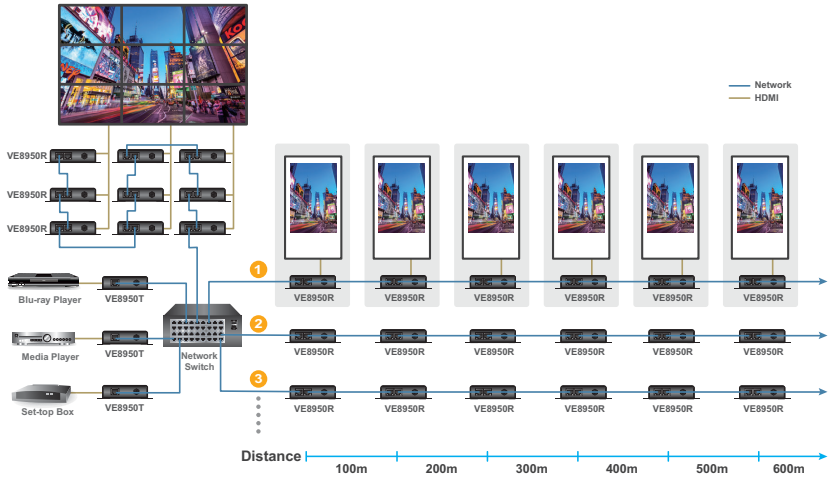 Network
HDMI
VE8950R
VE8950R
VE8950R
Blu-ray Player
VE8950T
Media Player
VE8950T
Set-top Box
VE8950T
Network
Switch
1
VE8950R VE8950R VE8950R VE8950R VE8950R VE8950R
2
VE8950R VE8950R VE8950R VE8950R VE8950R VE8950R
3
VE8950R VE8950R VE8950R VE8950R VE8950R VE8950R
Distance
100m 200m 300m 400m 500m 600m